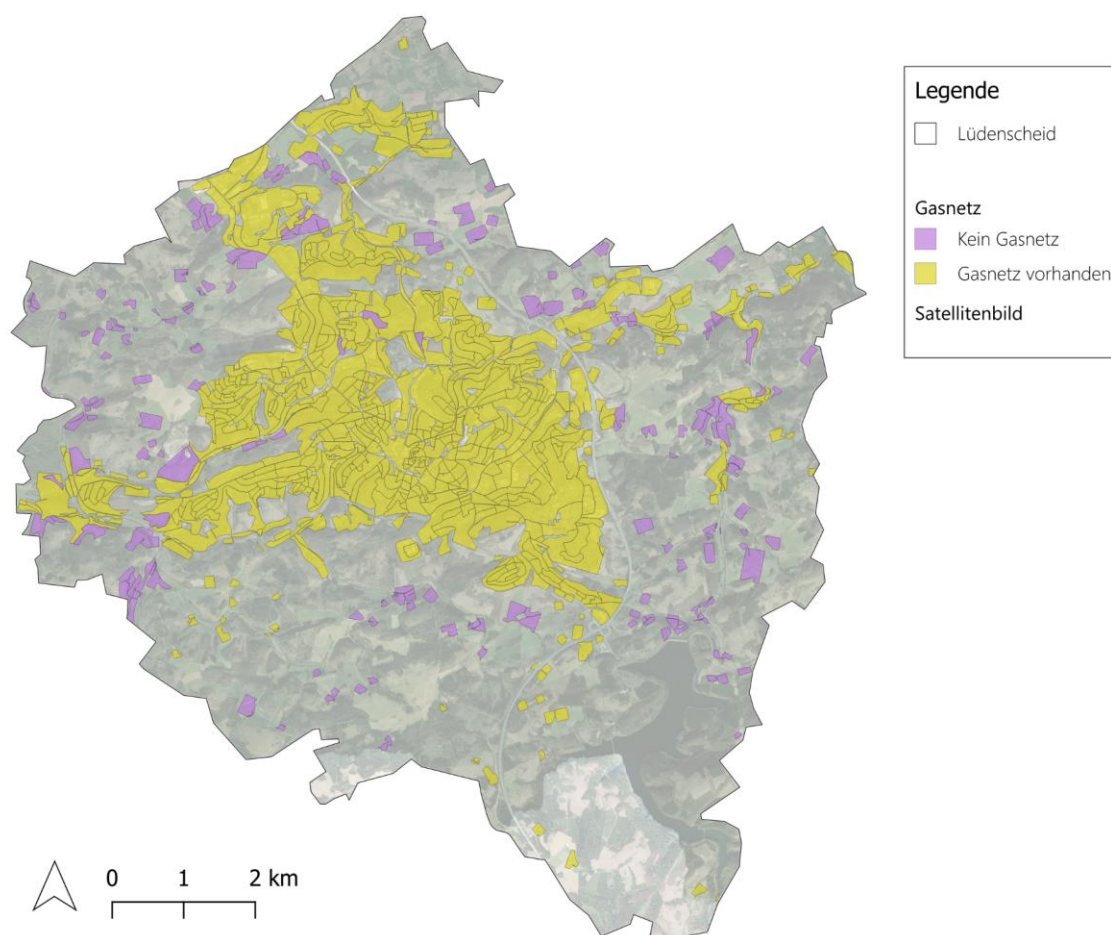 Legende
Lüdenscheid
Gasnetz
Kein Gasnetz
Gasnetz vorhanden
Satellitenbild
0 1 2 km